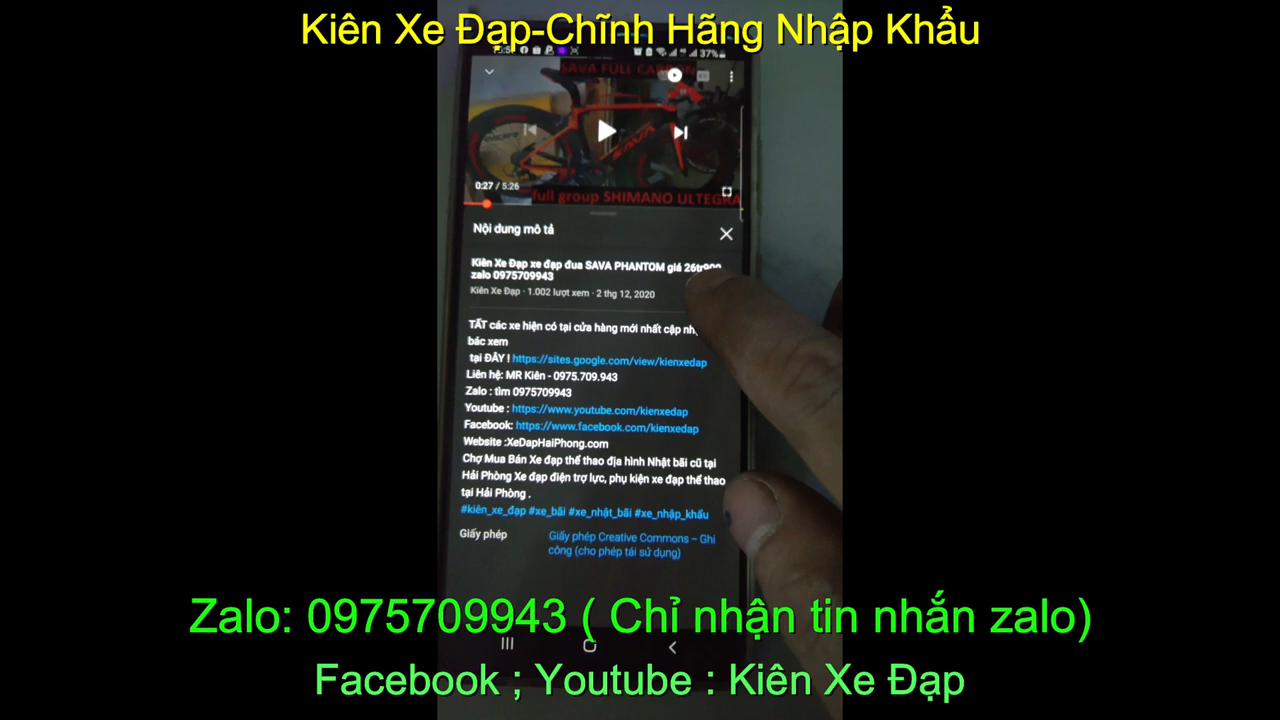 Kiên Xe Đạp-Chĩnh Hãng Nhập Khẩu
37%
SAVA FULL CARBON
SAVA
0:27 / 5:26
full group SHIMANO ULTEGRA
Nội dung mô tả
Kiên Xe Đạp xe đạp đua SAVA PHANTOM giá 26tr900
zalo 0975709943
Kiên Xe Đạp · 1.002 lượt xem · 2 thg 12, 2020
TẤT các xe hiện có tại cửa hàng mới nhất cập
bác xem
tại ĐÂY ! https://sites.google.com/view/kienxedap
Liên hệ: MR Kiên - 0975.709.943
Zalo : tìm 0975709943
Youtube : https://www.youtube.com/kienxedap
Facebook: https://www.facebook.com/kienxedap
Website :XeDapHaiPhong.com
Chợ Mua Bán Xe đạp thể thao địa hình Nhật bãi cũ tại
Hải Phòng Xe đạp điện trợ lực, phụ kiện xe đạp thể thao
tại Hải Phòng .
#kiên_xe_đạp #xe_bãi #xe_nhật_bãi #xe_nhập_khẩu
Giấy phép Giấy phép Creative Commons – Ghi
công (cho phép tái sử dụng)
Zalo: 0975709943 ( Chỉ nhận tin nhắn zalo)
Facebook ; Youtube : Kiên Xe Đạp